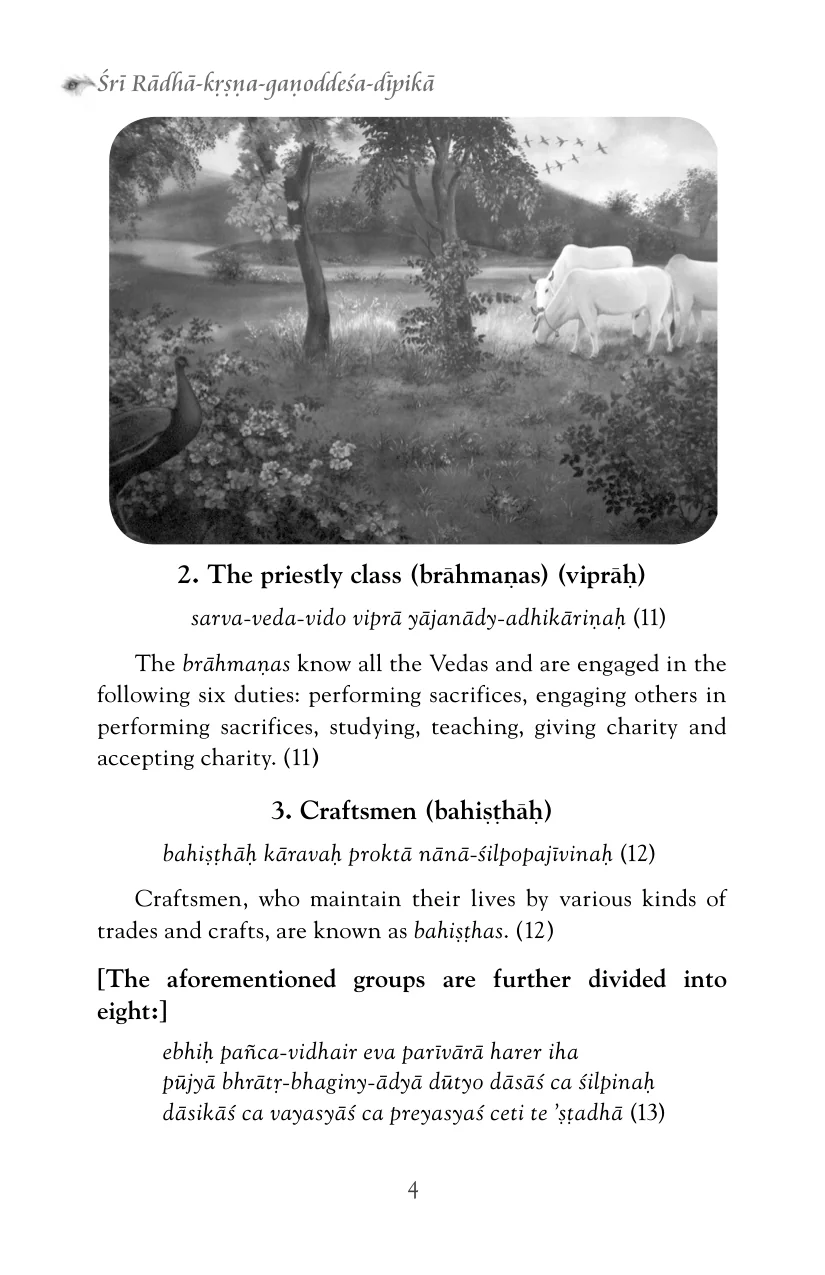 Śrī Rādhā-kṛṣṇa-gaṇoddeśa-dīpikā
2. The priestly class (brāhmaṇas) (viprāḥ)
sarva-veda-vido viprā yājanādy-adhikāriṇaḥ (11)
The brāhmaṇas know all the Vedas and are engaged in the
following six duties: performing sacrifices, engaging others in
performing sacrifices, studying, teaching, giving charity and
accepting charity. (11)
3. Craftsmen (bahiṣṭhāḥ)
bahiṣṭhāḥ kāravaḥ proktā nānā-śilpopajīvinaḥ (12)
Craftsmen, who maintain their lives by various kinds of
trades and crafts, are known as bahiṣṭhas. (12)
[The aforementioned groups are further divided into
eight:]
ebhiḥ pañca-vidhair eva parīvārā harer iha
pūjyā bhrātṛ-bhaginy-ādyā dūtyo dāsāś ca śilpinaḥ
dāsikāś ca vayasyāś ca preyasyaś ceti te ’ṣṭadhā (13)
4